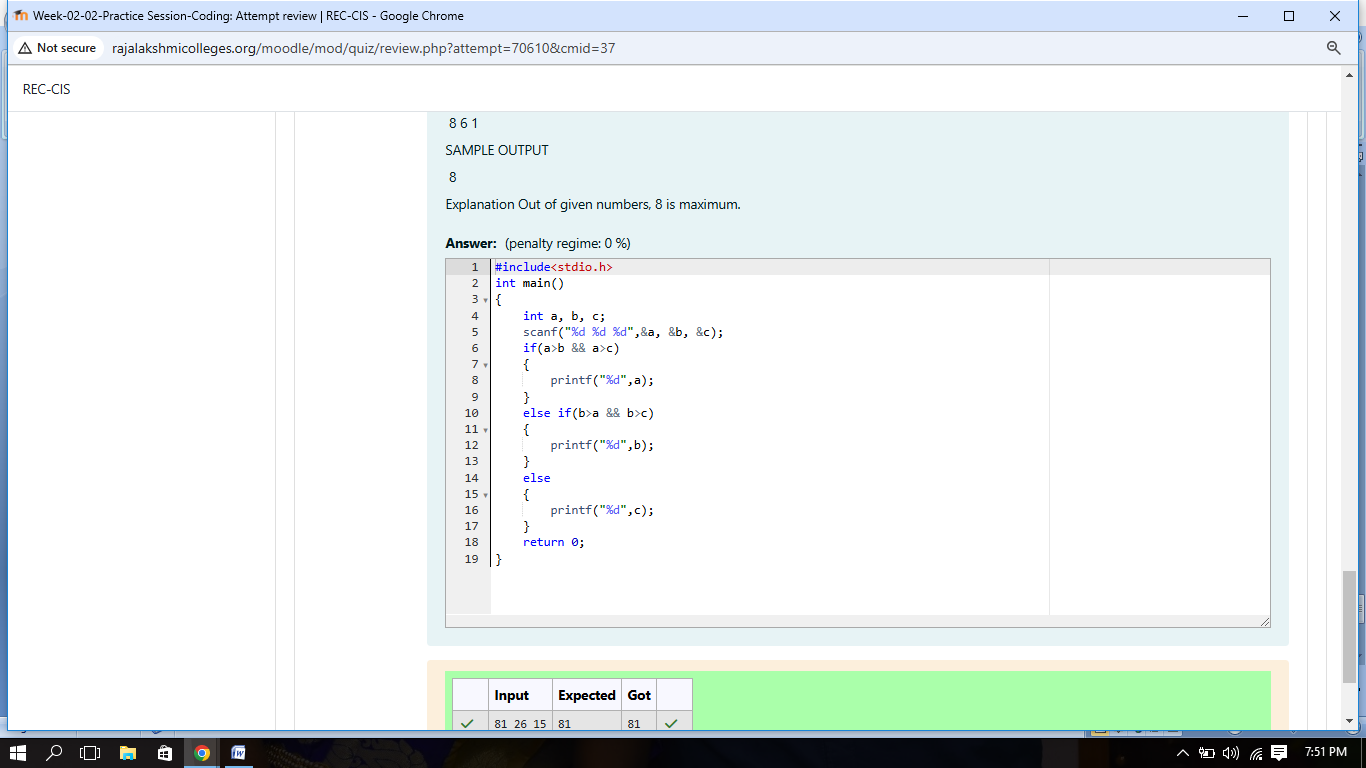 Week-02-02-Practice Session-Coding: Attempt review | REC-CIS - Google Chrome
Not secure rajalakshmicolleges.org/moodle/mod/quiz/review.php?attempt=70610&cmid=37
REC-CIS
8 6 1
SAMPLE OUTPUT
8
Explanation Out of given numbers, 8 is maximum.
Answer: (penalty regime: 0 %)
1 #include<stdio.h>
2 int main()
3 {
4 int a, b, c;
5 scanf("%d %d %d",&a, &b, &c);
6 if(a>b && a>c)
7 {
8 printf("%d",a);
9 }
10 else if(b>a && b>c)
11 {
12 printf("%d",b);
13 }
14 else
15 {
16 printf("%d",c);
17 }
18 return 0;
19 }
Input Expected Got
81 26 15 81 81
7:51 PM